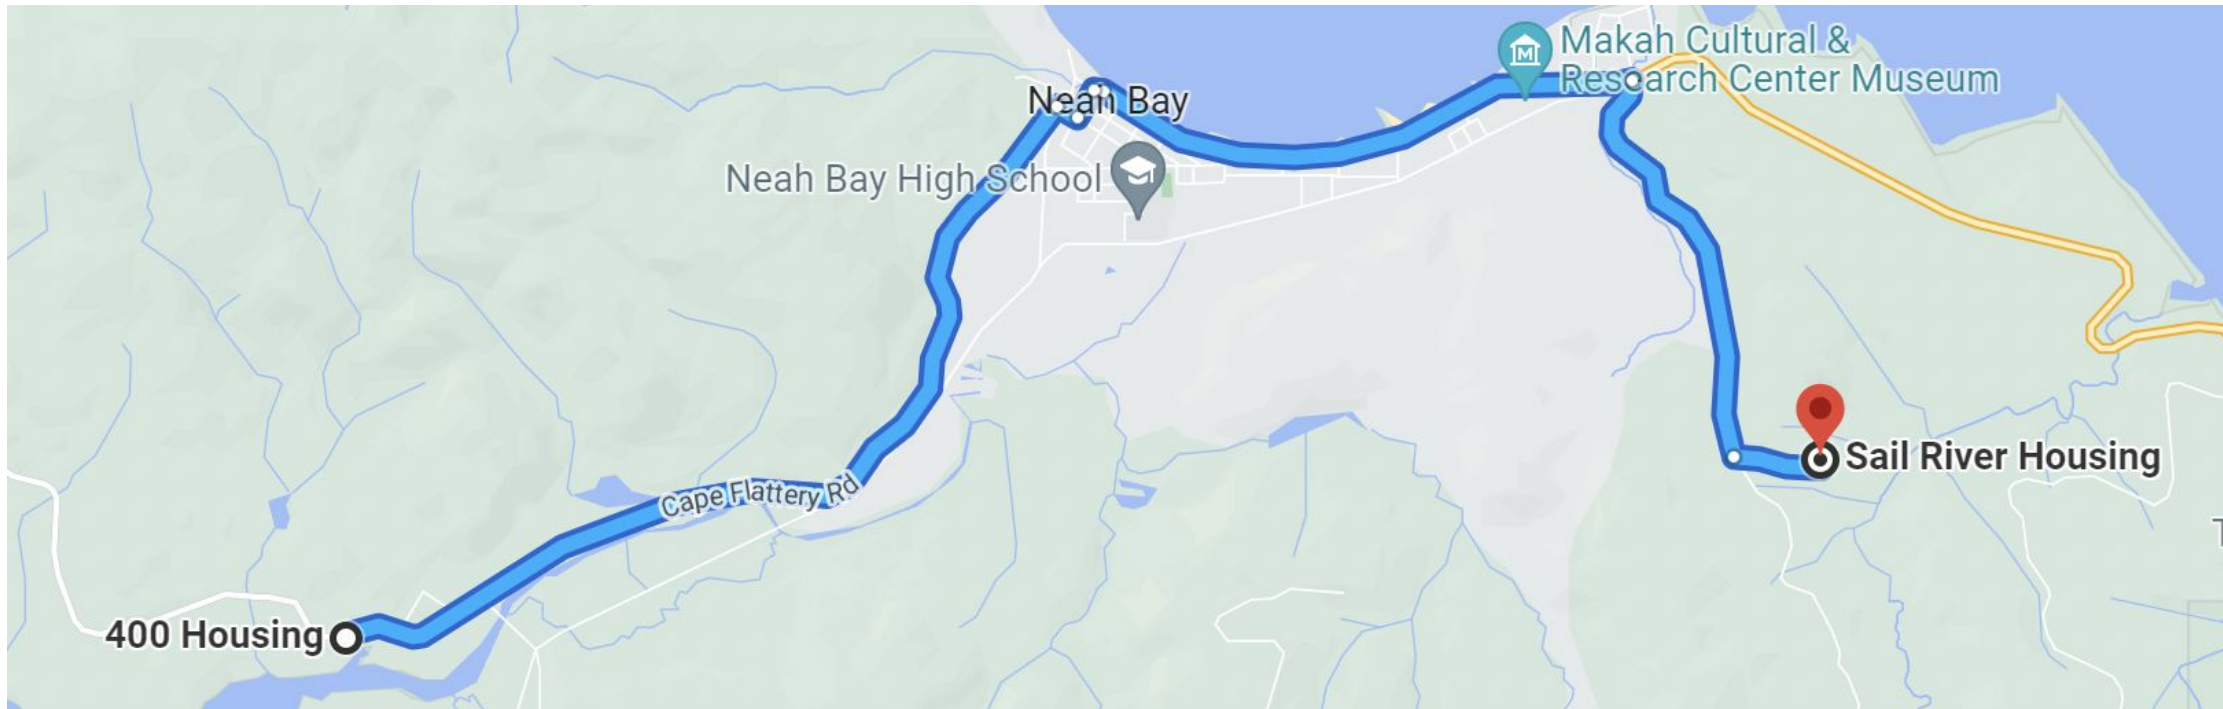 Makah Cultural &
Research Center Museum
Neah Bay
Neah Bay High School
Cape Flattery Rd
Sail River Housing
400 Housing